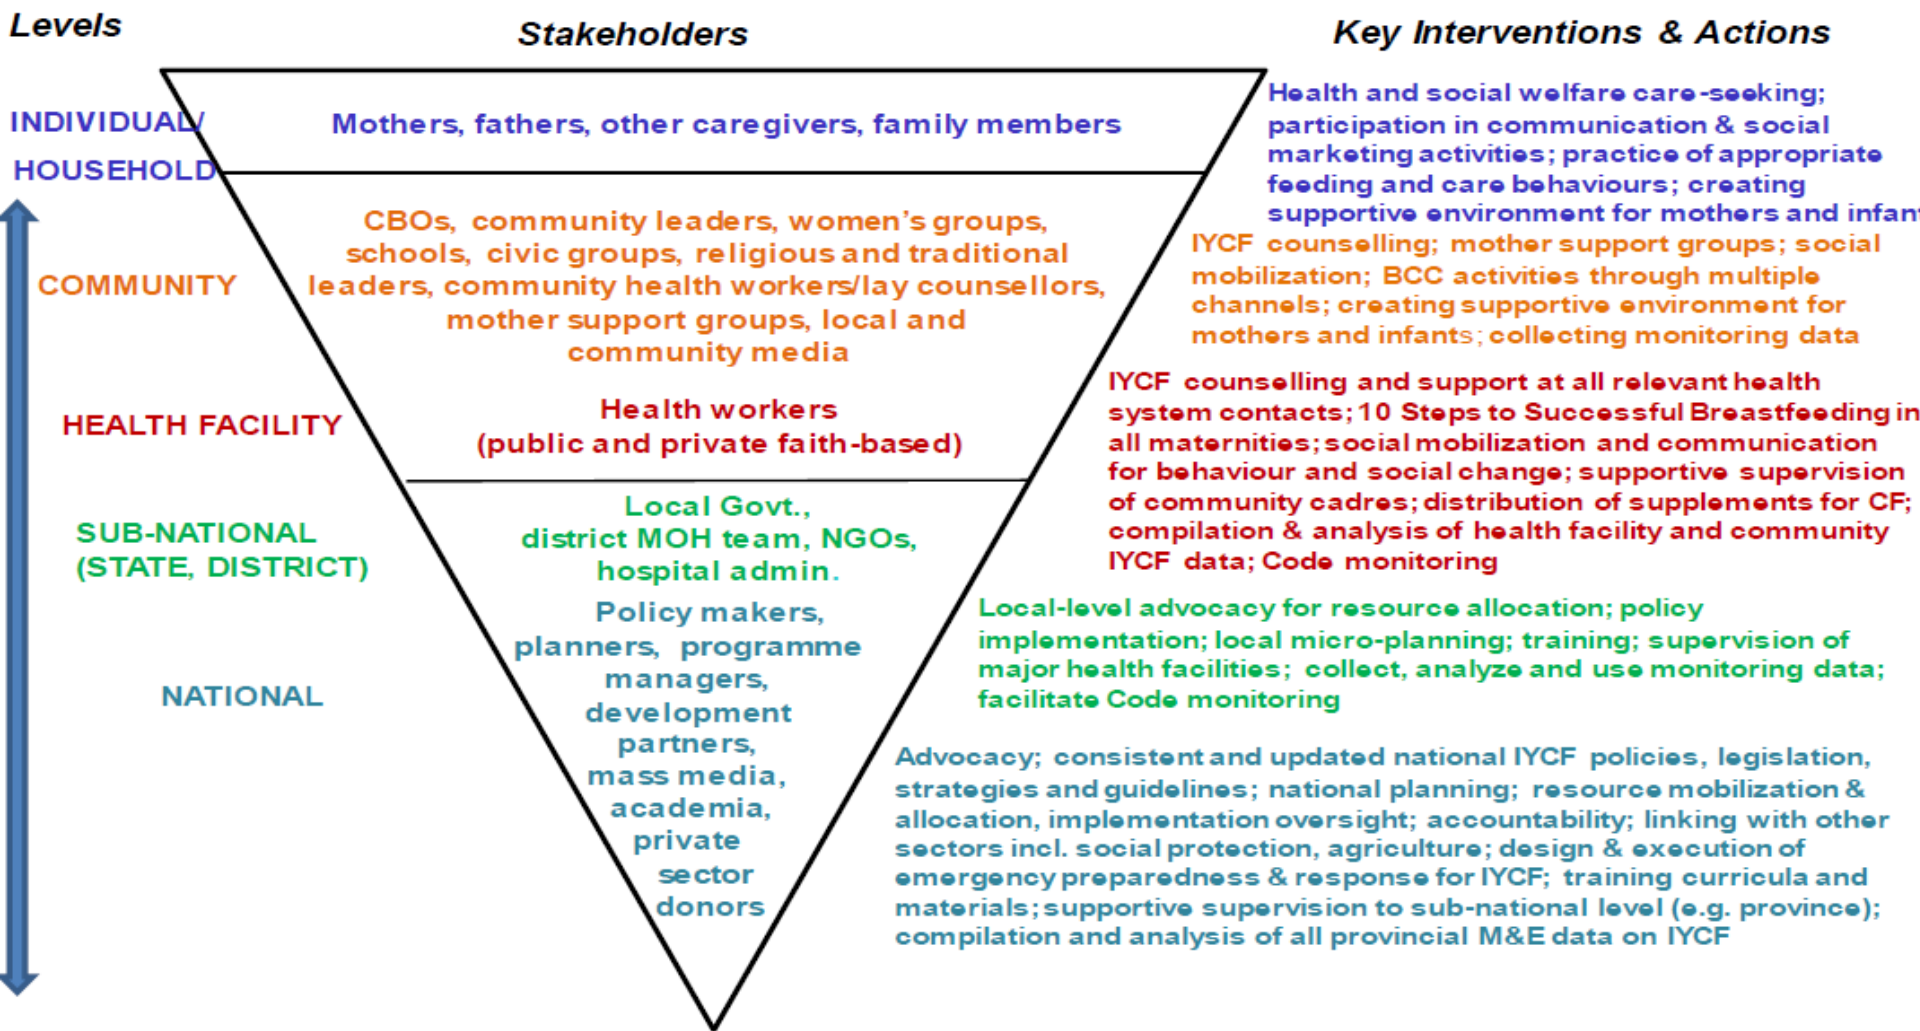 Levels
Stakeholders
Key Interventions & Actions
INDIVIDUAL/
HOUSEHOLD
Mothers, fathers, other caregivers, family members
Health and social welfare care-seeking;
participation in communication & social
marketing activities; practice of appropriate
feeding and care behaviours; creating
supportive environment for mothers and infant
COMMUNITY
CBOs, community leaders, women's groups,
schools, civic groups, religious and traditional
leaders, community health workers/lay counsellors,
mother support groups, local and
community media
IYCF counselling; mother support groups; social
mobilization; BCC activities through multiple
channels; creating supportive environment for
mothers and infants; collecting monitoring data
HEALTH FACILITY
Health workers
(public and private faith-based)
IYCF counselling and support at all relevant health
system contacts; 10 Steps to Successful Breastfeeding in
all maternities; social mobilization and communication
for behaviour and social change; supportive supervision
of community cadres; distribution of supplements for CF;
compilation & analysis of health facility and community
IYCF data; Code monitoring
SUB-NATIONAL
(STATE, DISTRICT)
Local Govt.,
district MOH team, NGOs,
hospital admin.
Local-level advocacy for resource allocation; policy
implementation; local micro-planning; training; supervision of
major health facilities; collect, analyze and use monitoring data;
facilitate Code monitoring
NATIONAL
Policy makers,
planners, programme
managers,
development
partners,
mass media,
academia,
private
sector
donors
Advocacy; consistent and updated national IYCF policies, legislation,
strategies and guidelines; national planning; resource mobilization &
allocation, implementation oversight; accountability; linking with other
sectors incl. social protection, agriculture; design & execution of
emergency preparedness & response for IYCF; training curricula and
materials; supportive supervision to sub-national level (e.g. province);
compilation and analysis of all provincial M&E data on IYCF